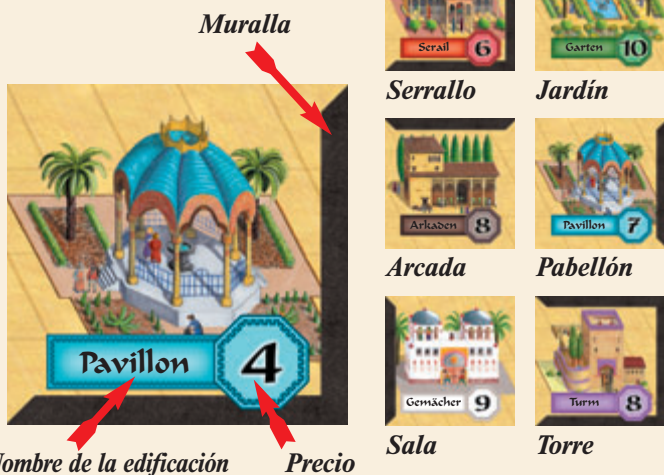 Muralla
Pavillon 4
Nombre de la edificación
Precio
Serail 6
Serrallo
Garten 10
Jardín
Arkaden 8
Arcada
Pavillon 7
Pabellón
Gemächer 9
Sala
Turm 8
Torre